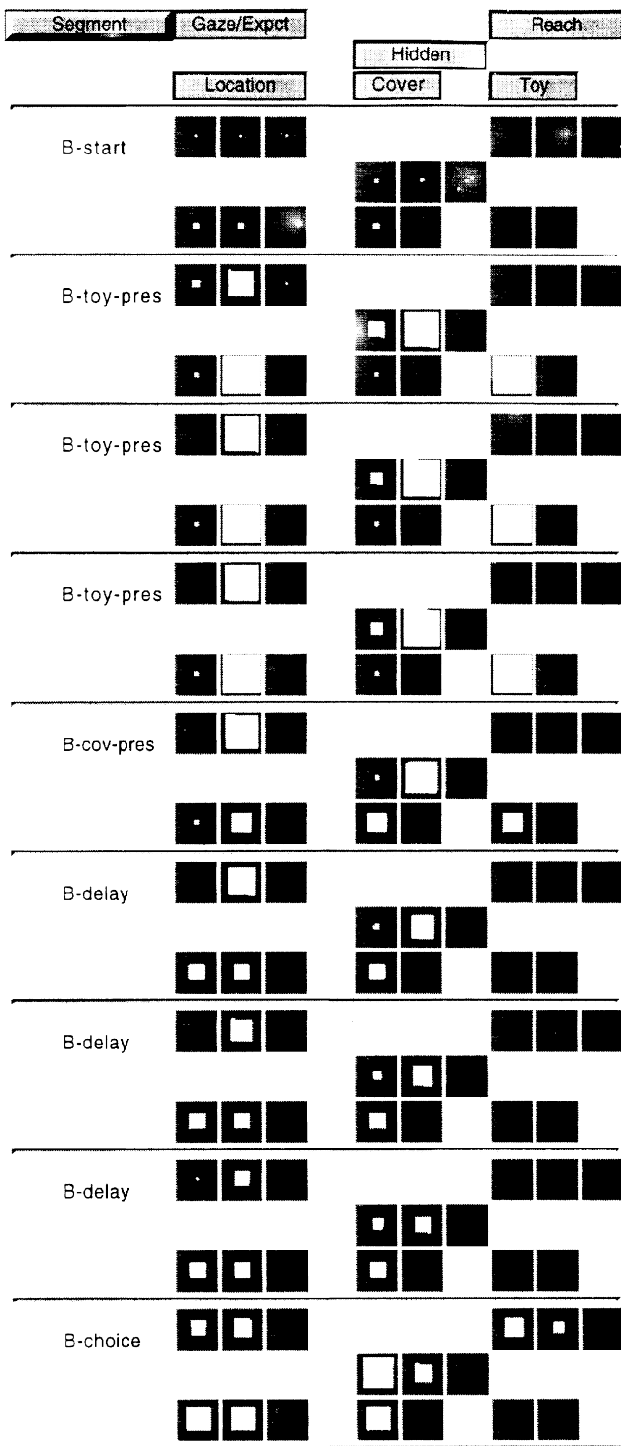 Segment Gaze/Expct Reach
Hidden
Location Cover Toy
B-start
B-toy-pres
B-toy-pres
B-toy-pres
B-cov-pres
B-delay
B-delay
B-delay
B-choice